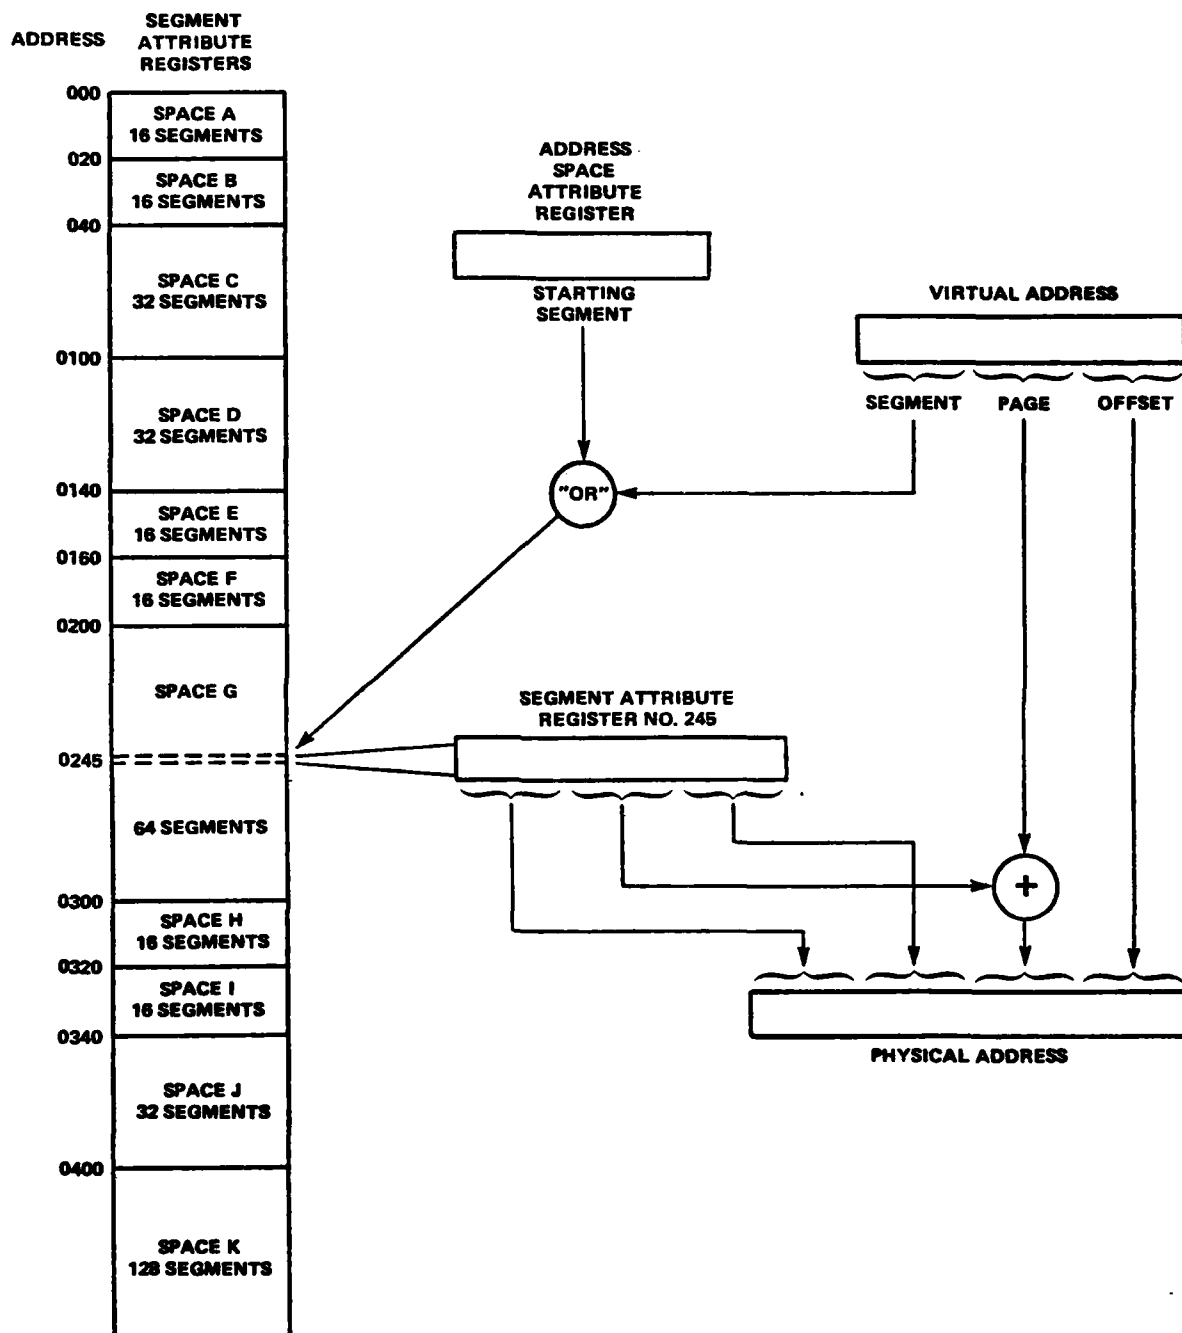 ADDRESS
SEGMENT
ATTRIBUTE
REGISTERS
000
SPACE A
16 SEGMENTS
020
SPACE B
16 SEGMENTS
040
SPACE C
32 SEGMENTS
0100
SPACE D
32 SEGMENTS
0140
SPACE E
16 SEGMENTS
0160
SPACE F
16 SEGMENTS
0200
SPACE G
0245
64 SEGMENTS
0300
SPACE H
16 SEGMENTS
0320
SPACE I
16 SEGMENTS
0340
SPACE J
32 SEGMENTS
0400
SPACE K
128 SEGMENTS
ADDRESS
SPACE
ATTRIBUTE
REGISTER
STARTING
SEGMENT
"OR"
VIRTUAL ADDRESS
SEGMENT PAGE OFFSET
SEGMENT ATTRIBUTE
REGISTER NO. 245
+
PHYSICAL ADDRESS